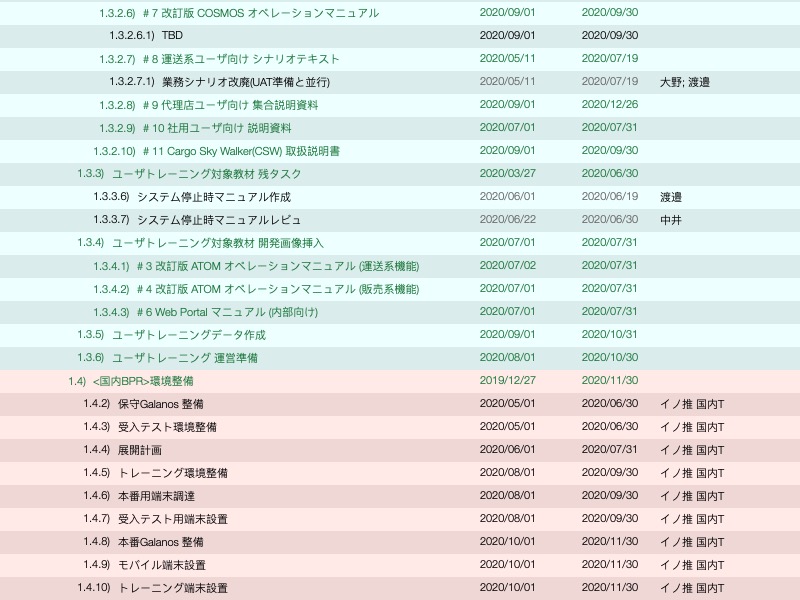 1.3.2.6) #7 改訂版 COSMOS オペレーションマニュアル 2020/09/01 2020/09/30
1.3.2.6.1) TBD 2020/09/01 2020/09/30
1.3.2.7) #8 運送系ユーザ向け シナリオテキスト 2020/05/11 2020/07/19
1.3.2.7.1) 業務シナリオ改廃(UAT準備と並行) 2020/05/11 2020/07/19 大野; 渡邉
1.3.2.8) #9 代理店ユーザ向け 集合説明資料 2020/09/01 2020/12/26
1.3.2.9) #10 社用ユーザ向け 説明資料 2020/07/01 2020/07/31
1.3.2.10) #11 Cargo Sky Walker(CSW) 取扱説明書 2020/09/01 2020/09/30
1.3.3) ユーザトレーニング対象教材 残タスク 2020/03/27 2020/06/30
1.3.3.6) システム停止時マニュアル作成 2020/06/01 2020/06/19 渡邉
1.3.3.7) システム停止時マニュアルレビュ 2020/06/22 2020/06/30 中井
1.3.4) ユーザトレーニング対象教材 開発画像挿入 2020/07/01 2020/07/31
1.3.4.1) #3 改訂版 ATOM オペレーションマニュアル (運送系機能) 2020/07/02 2020/07/31
1.3.4.2) #4 改訂版 ATOM オペレーションマニュアル (販売系機能) 2020/07/01 2020/07/31
1.3.4.3) #6 Web Portal マニュアル (内部向け) 2020/07/01 2020/07/31
1.3.5) ユーザトレーニングデータ作成 2020/09/01 2020/10/31
1.3.6) ユーザトレーニング 運営準備 2020/08/01 2020/10/30
1.4) <国内BPR>環境整備 2019/12/27 2020/11/30
1.4.2) 保守Galanos 整備 2020/05/01 2020/06/30 イノ推 国内T
1.4.3) 受入テスト環境整備 2020/05/01 2020/06/30 イノ推 国内T
1.4.4) 展開計画 2020/06/01 2020/07/31 イノ推 国内T
1.4.5) トレーニング環境整備 2020/08/01 2020/09/30 イノ推 国内T
1.4.6) 本番用端末調達 2020/08/01 2020/09/30 イノ推 国内T
1.4.7) 受入テスト用端末設置 2020/08/01 2020/09/30 イノ推 国内T
1.4.8) 本番Galanos 整備 2020/10/01 2020/11/30 イノ推 国内T
1.4.9) モバイル端末設置 2020/10/01 2020/11/30 イノ推 国内T
1.4.10) トレーニング端末設置 2020/10/01 2020/11/30 イノ推 国内T